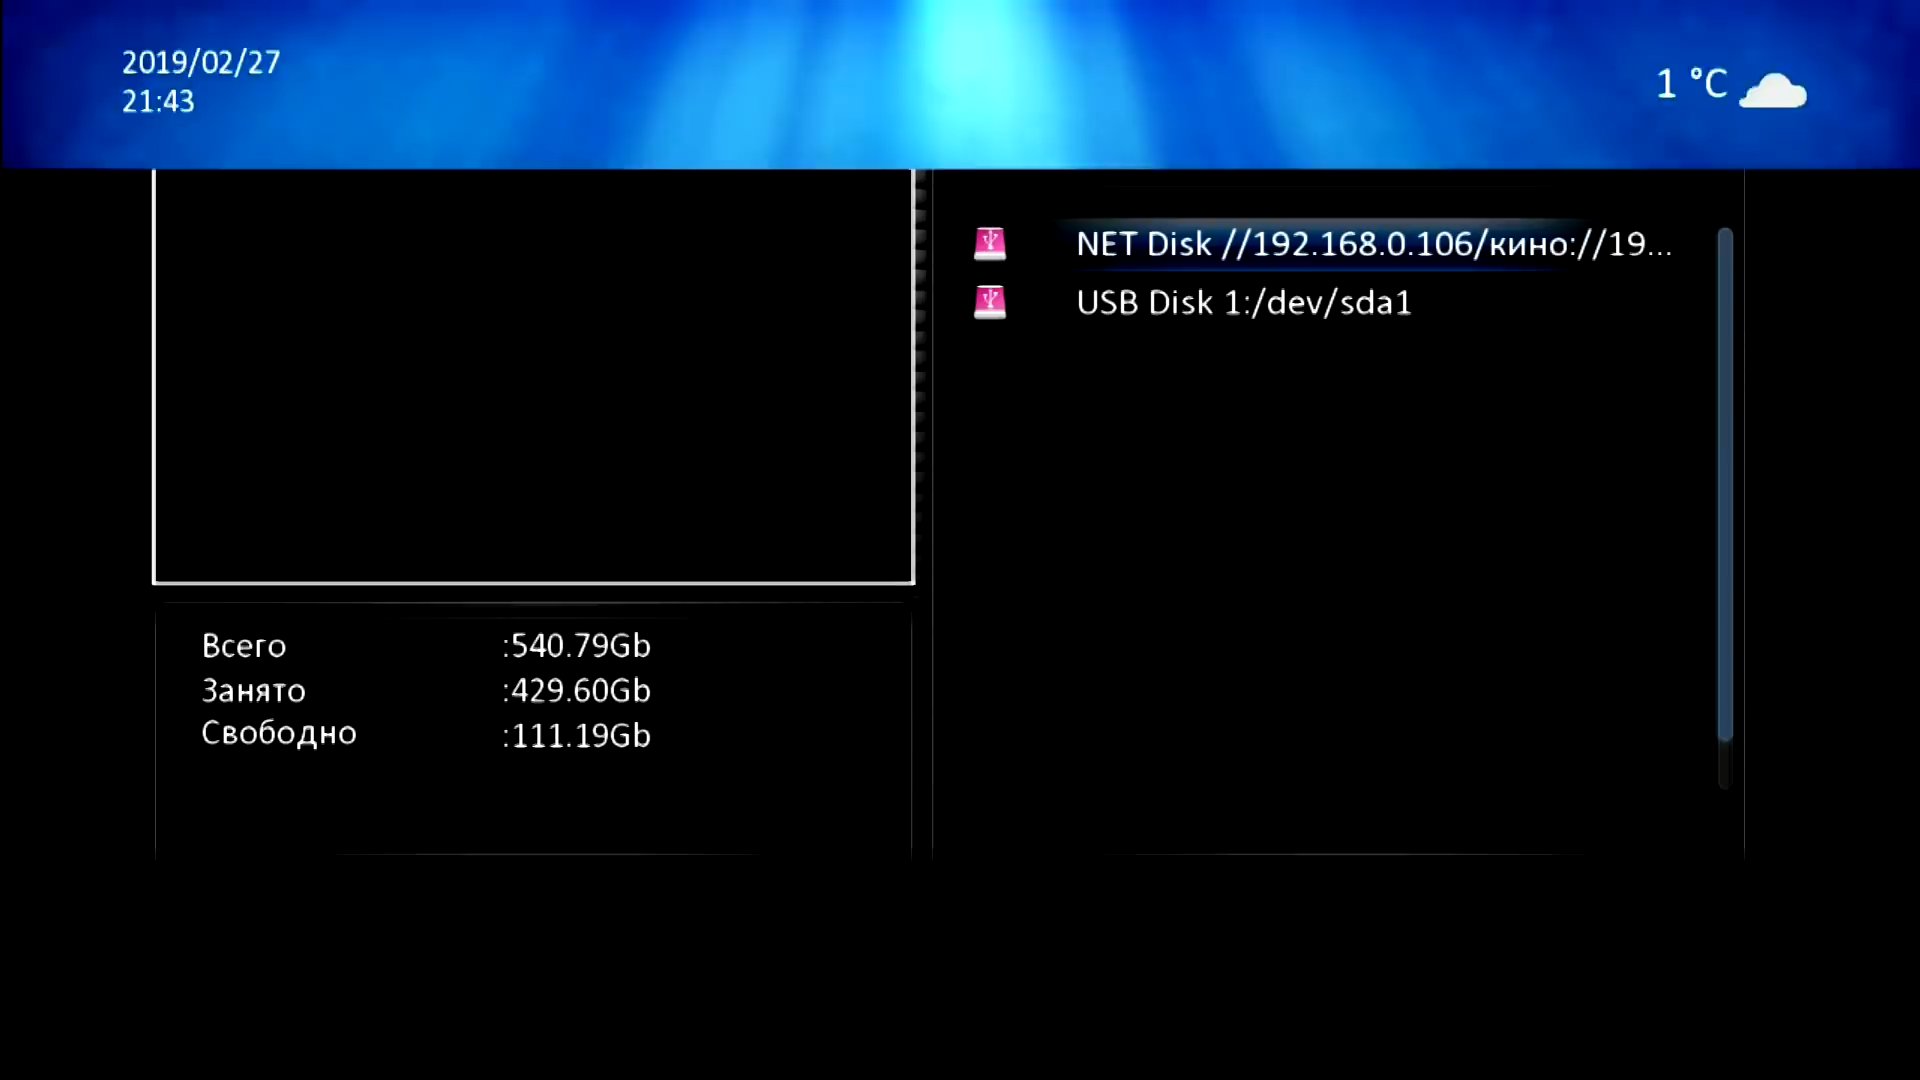 2019/02/27
21:43
1 °C
NET Disk //192.168.0.106/кино://19...
USB Disk 1:/dev/sda1
Всего :540.79Gb
Занято :429.60Gb
Свободно :111.19Gb